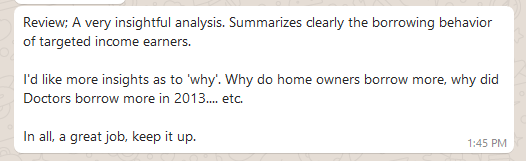 Review; A very insightful analysis. Summarizes clearly the borrowing behavior
of targeted income earners.
I'd like more insights as to 'why'. Why do home owners borrow more, why did
Doctors borrow more in 2013.... etc.
In all, a great job, keep it up.
1:45 PM